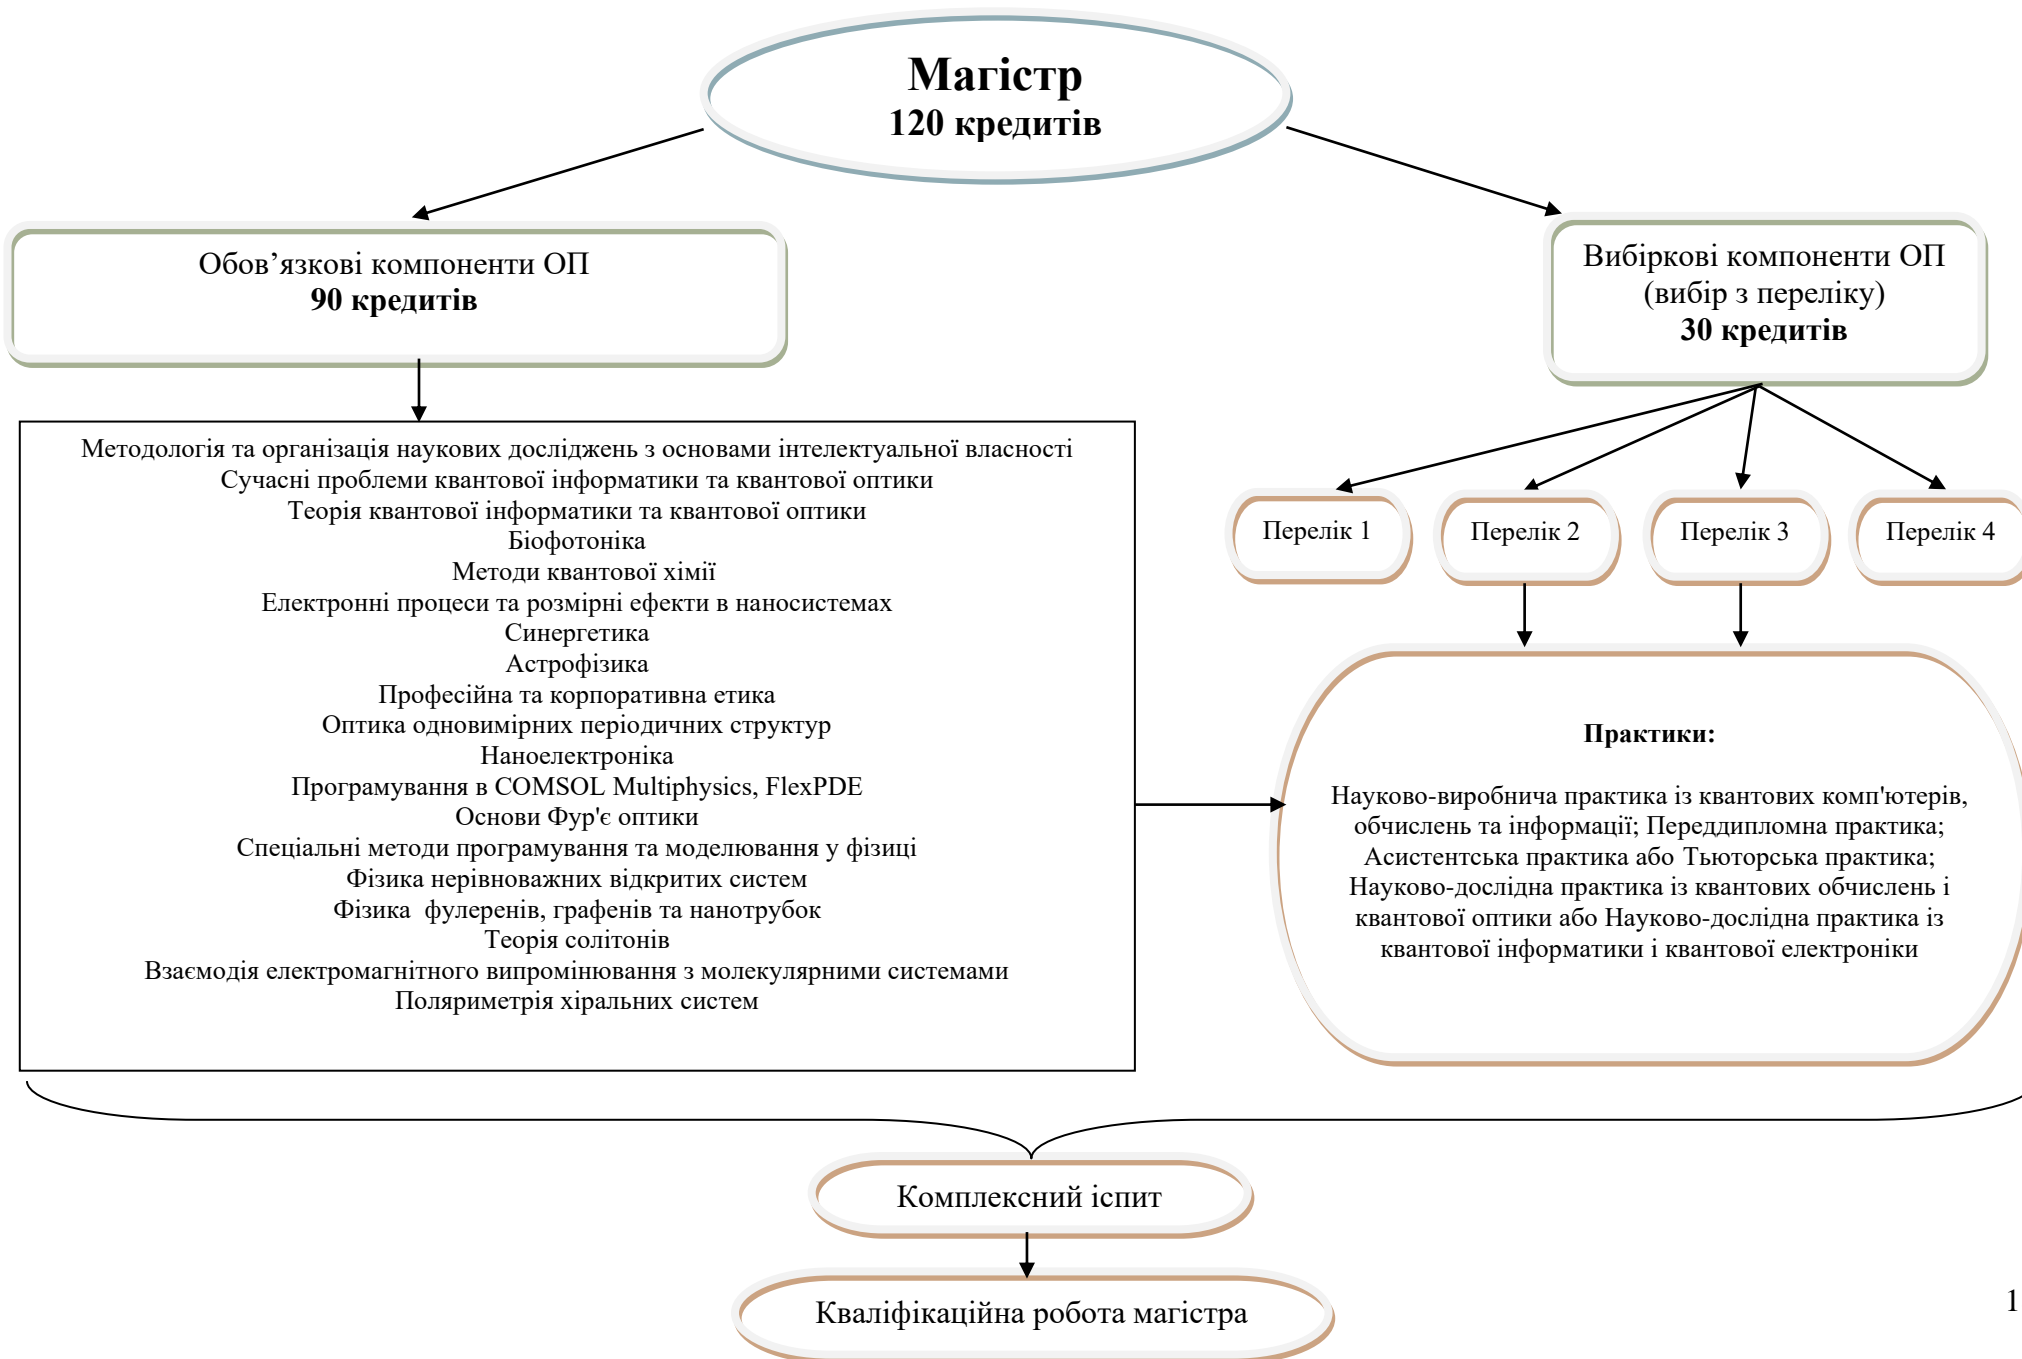 Магістр
120 кредитів
Обов’язкові компоненти ОП
90 кредитів
Вибіркові компоненти ОП
(вибір з переліку)
30 кредитів
Методологія та організація наукових досліджень з основами інтелектуальної власності
Сучасні проблеми квантової інформатики та квантової оптики
Теорія квантової інформатики та квантової оптики
Біофотоніка
Методи квантової хімії
Електронні процеси та розмірні ефекти в наносистемах
Синергетика
Астрофізика
Професійна та корпоративна етика
Оптика одновимірних періодичних структур
Наноелектроніка
Програмування в COMSOL Multiphysics, FlexPDE
Основи Фур'є оптики
Спеціальні методи програмування та моделювання у фізиці
Фізика нерівноважних відкритих систем
Фізика  фулеренів, графенів та нанотрубок
Теорія солітонів
Взаємодія електромагнітного випромінювання з молекулярними системами
Поляриметрія хіральних систем
Перелік 1
Перелік 2
Перелік 3
Перелік 4
Практики:
Науково-виробнича практика із квантових комп'ютерів,
обчислень та інформації; Переддипломна практика;
Асистентська практика або Тьюторська практика;
Науково-дослідна практика із квантових обчислень і
квантової оптики або Науково-дослідна практика із
квантової інформатики і квантової електроніки
Комплексний іспит
Кваліфікаційна робота магістра
1